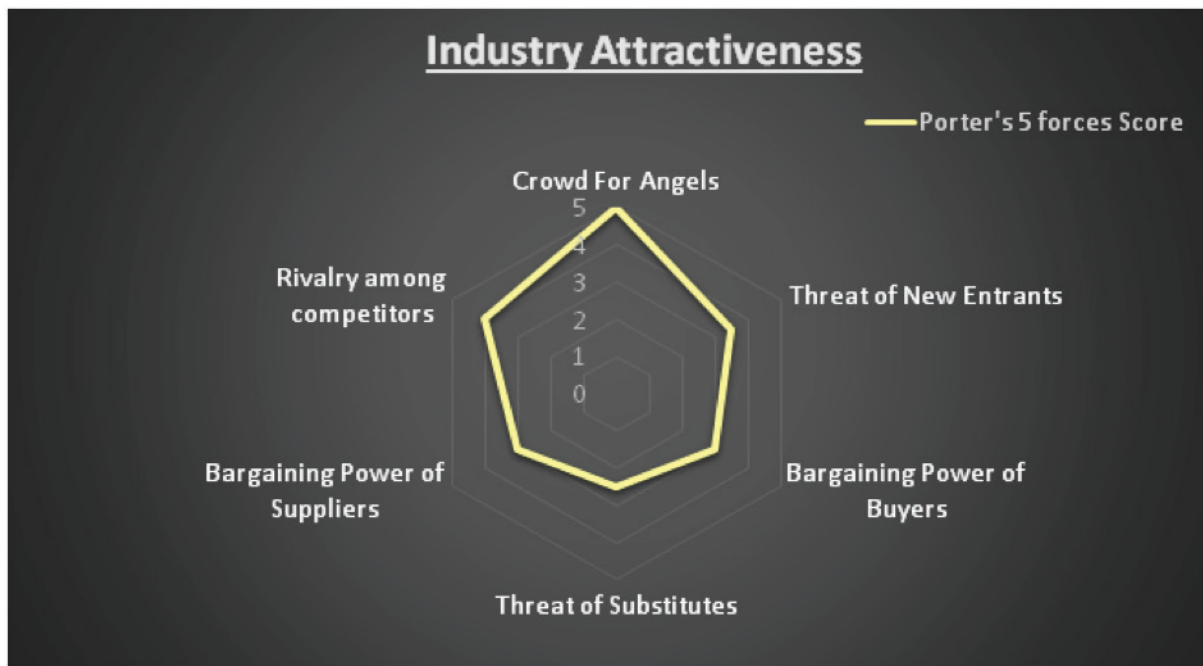 Industry Attractiveness
Porter's 5 forces Score
Crowd For Angels
5
4
3
2
1
0
Rivalry among
competitors
Threat of New Entrants
Bargaining Power of
Suppliers
Bargaining Power of
Buyers
Threat of Substitutes